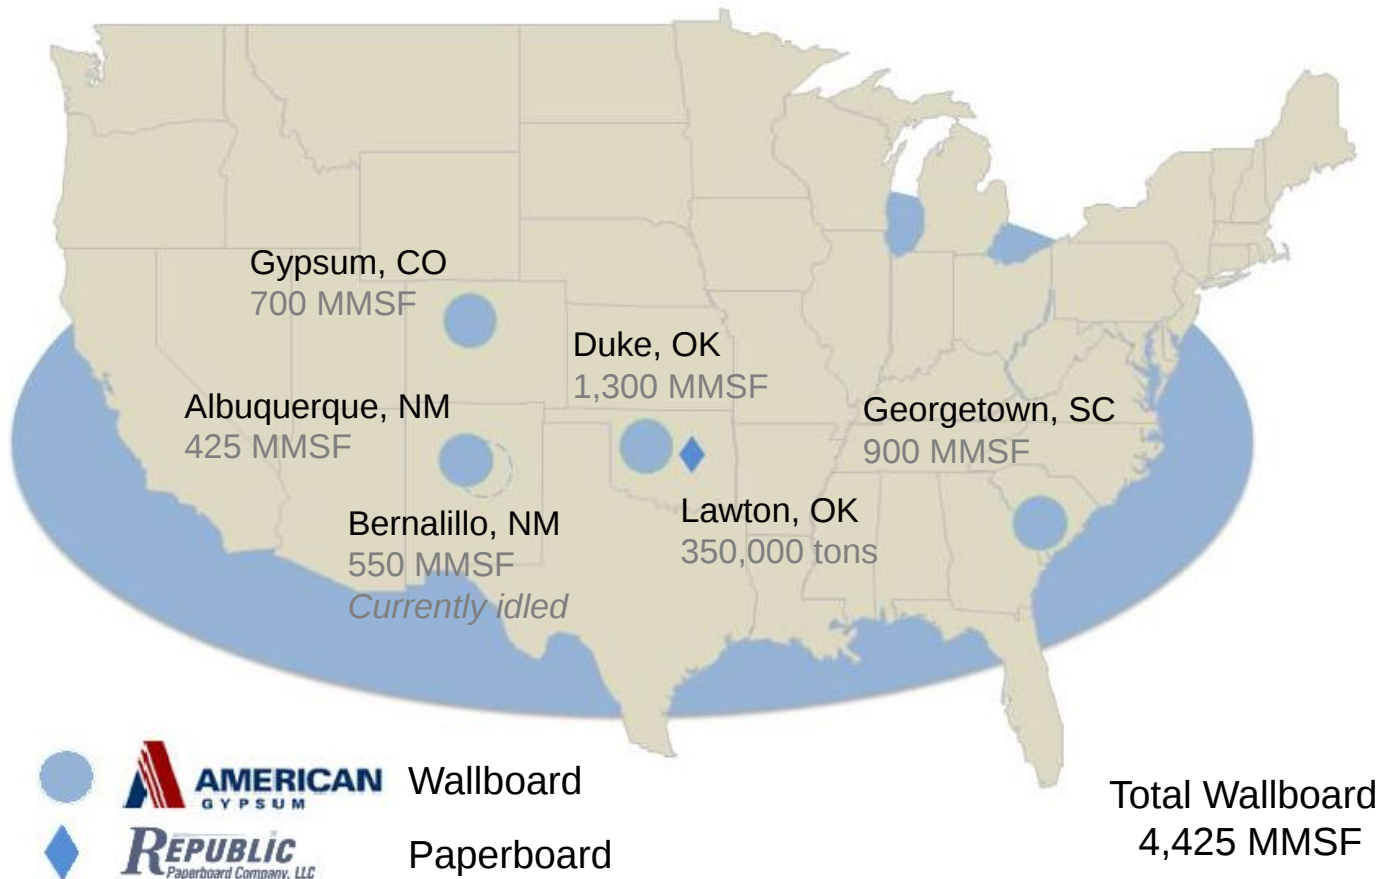 Gypsum, CO
700 MMSF
Duke, OK
1,300 MMSF
Albuquerque, NM
425 MMSF
Georgetown, SC
900 MMSF
Bernalillo, NM
550 MMSF
Currently idled
Lawton, OK
350,000 tons
AMERICAN
GYPSUM
Wallboard
REPUBLIC
Paperboard Company, LLC
Paperboard
Total Wallboard
4,425 MMSF